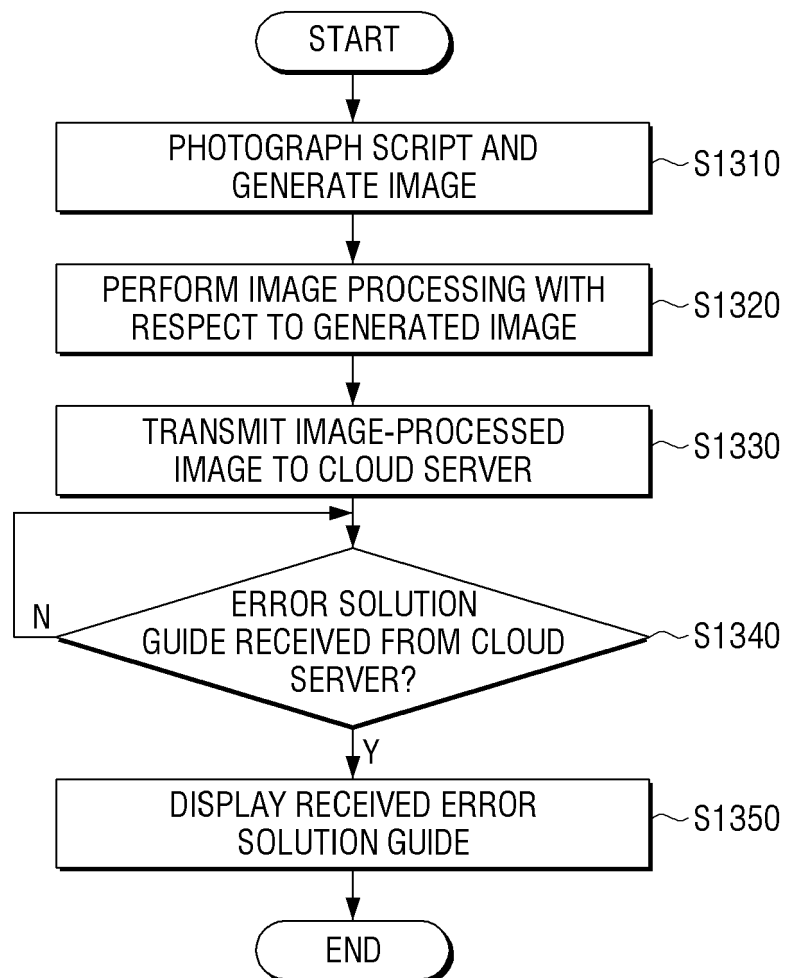 START
PHOTOGRAPH SCRIPT AND
GENERATE IMAGE
S1310
PERFORM IMAGE PROCESSING WITH
RESPECT TO GENERATED IMAGE
S1320
TRANSMIT IMAGE-PROCESSED
IMAGE TO CLOUD SERVER
S1330
N
ERROR SOLUTION
GUIDE RECEIVED FROM CLOUD
SERVER?
S1340
Y
DISPLAY RECEIVED ERROR
SOLUTION GUIDE
S1350
END